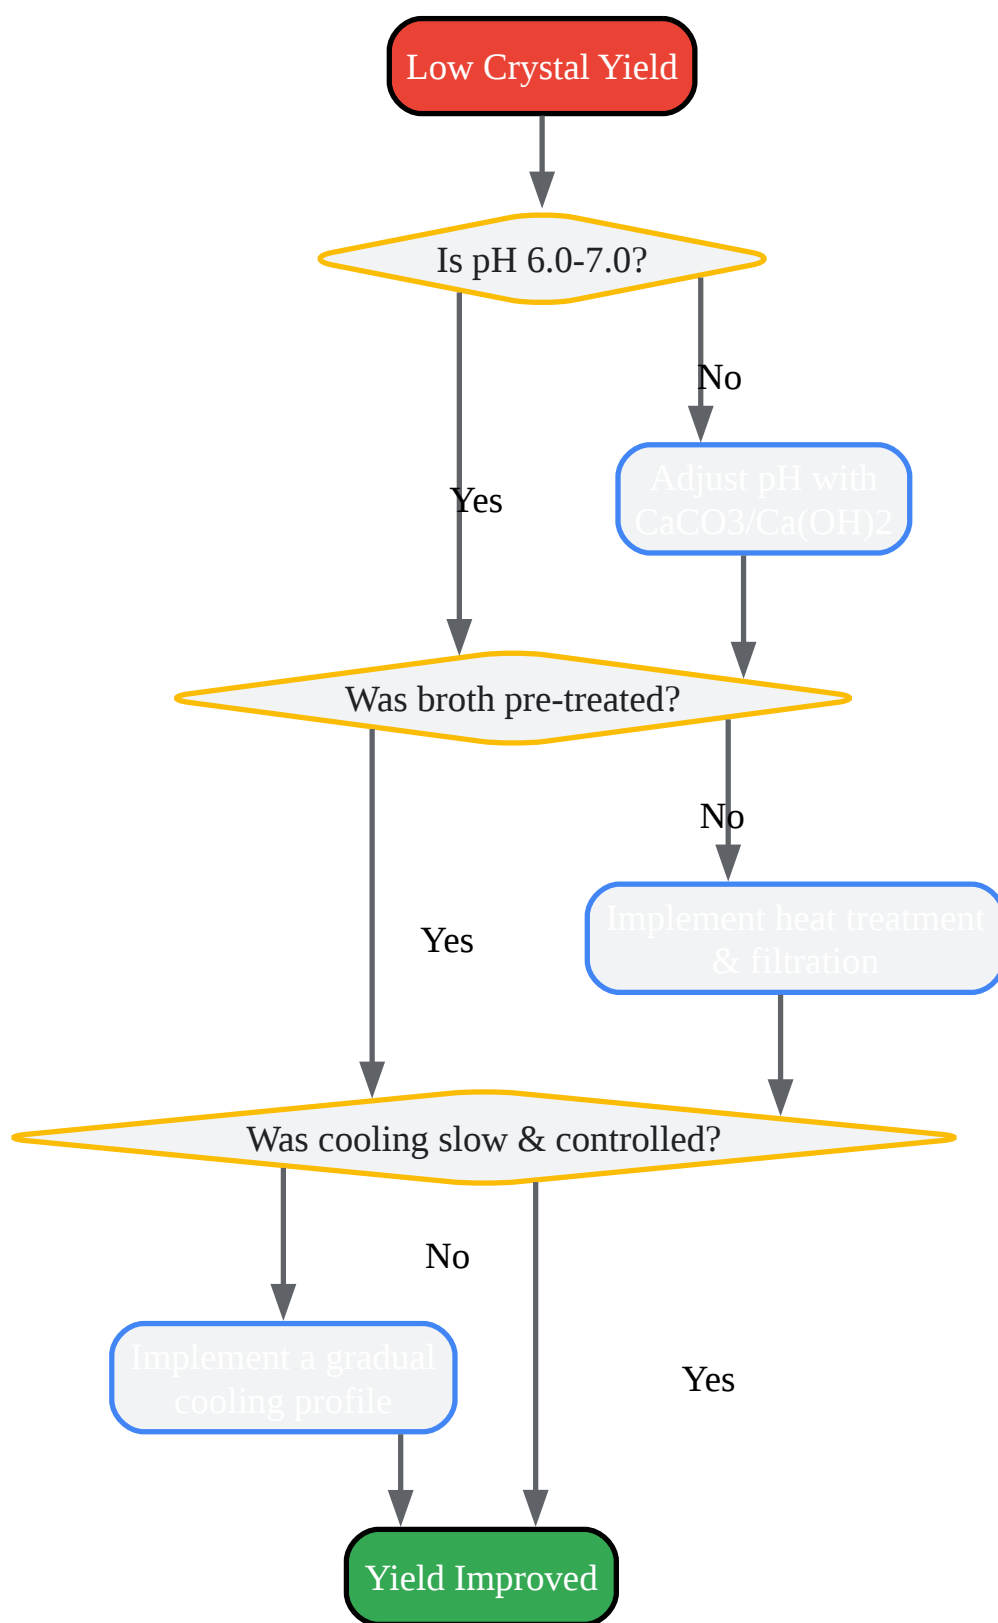 Low Crystal Yield
Is pH 6.0-7.0?
No
Adjust pH with
CaCO3/Ca(OH)2
Yes
Was broth pre-treated?
No
Implement heat treatment
& filtration
Yes
Was cooling slow & controlled?
No
Implement a gradual
cooling profile
Yes
Yield Improved